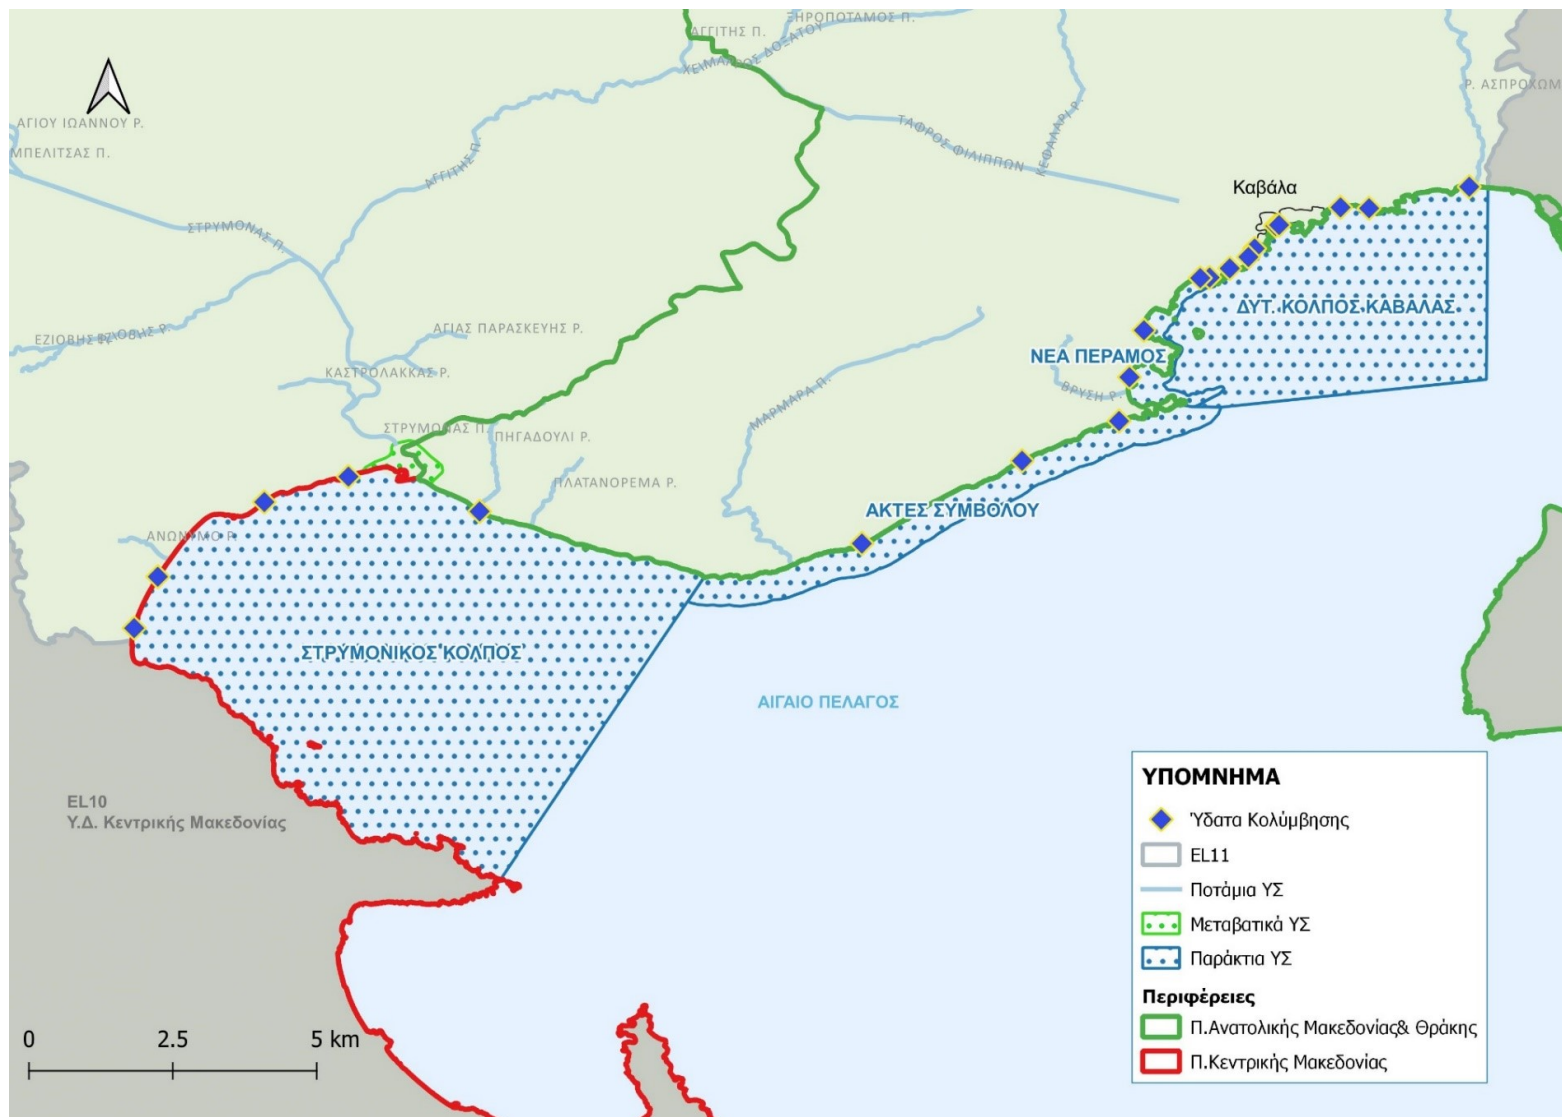 ΞΗΡΟΠΟΤΑΜΟΣ Π.
ΑΓΓΙΤΗΣ Π.
ΧΕΙΜΑΡΡΟΣ ΔΟΞΑΤΟΥ
Ρ. ΑΣΠΡΟΧΩΜ
ΑΓΙΟΥ ΙΩΑΝΝΟΥ Ρ.
ΜΠΕΛΙΤΣΑΣ Π.
ΤΑΦΡΟΣ ΦΙΛΙΠΠΩΝ
ΚΕΦΑΛΑΡΙ Ρ.
ΑΓΓΙΤΗΣ Π.
Καβάλα
ΣΤΡΥΜΟΝΑΣ Π.
ΔΥΤ. ΚΟΛΠΟΣ ΚΑΒΑΛΑΣ
ΕΖΙΟΒΗΣ Ρ.
ΕΖΙΟΒΗΣ Ρ.
ΑΓΙΑΣ ΠΑΡΑΣΚΕΥΗΣ Ρ.
ΝΕΑ ΠΕΡΑΜΟΣ
ΚΑΣΤΡΟΛΑΚΚΑΣ Ρ.
ΒΡΥΣΗ Ρ.
ΜΑΡΜΑΡΑ Π.
ΣΤΡΥΜΟΝΑΣ Π.
ΠΗΓΑΔΟΥΛΙ Ρ.
ΠΛΑΤΑΝΟΡΕΜΑ Ρ.
ΑΚΤΕΣ ΣΥΜΒΟΛΟΥ
ΑΝΩΝΥΜΟ Ρ.
ΣΤΡΥΜΟΝΙΚΟΣ ΚΟΛΠΟΣ
ΑΙΓΑΙΟ ΠΕΛΑΓΟΣ
EL10
Υ.Δ. Κεντρικής Μακεδονίας
ΥΠΟΜΝΗΜΑ
Ύδατα Κολύμβησης
EL11
Ποτάμια ΥΣ
Μεταβατικά ΥΣ
Παράκτια ΥΣ
Περιφέρειες
Π.Ανατολικής Μακεδονίας& Θράκης
Π.Κεντρικής Μακεδονίας
0 2.5 5 km